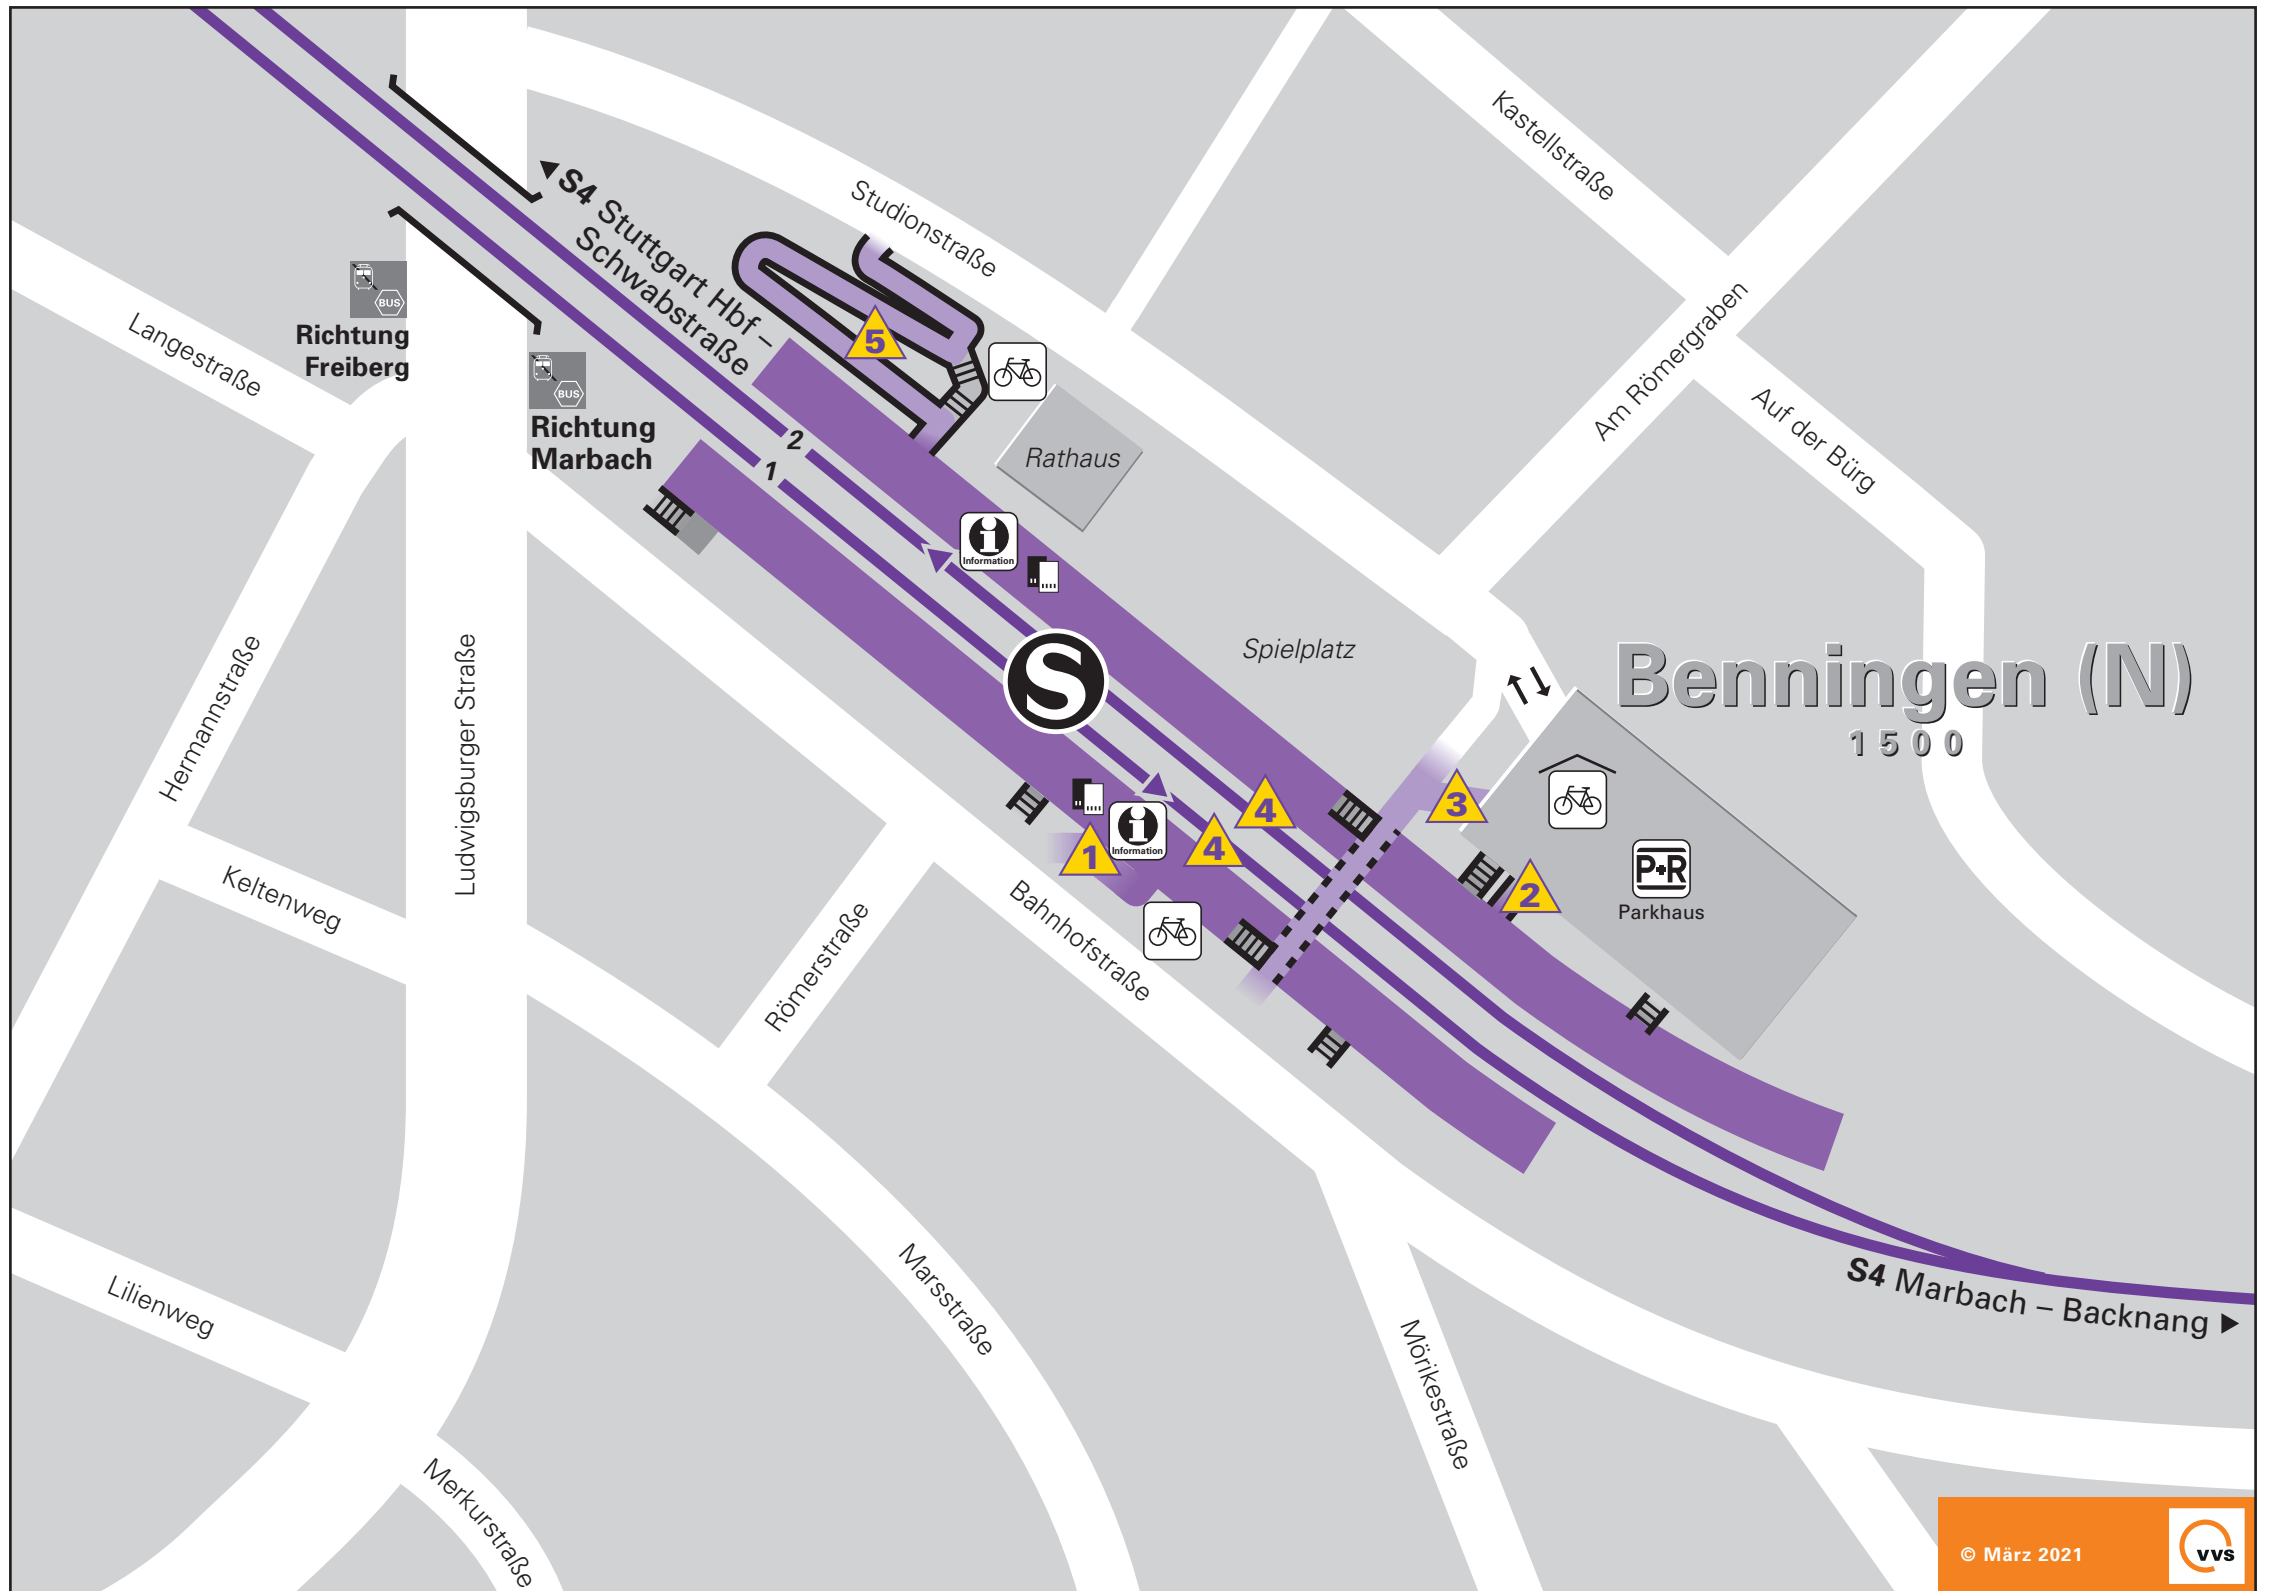 Kastellstraße
S4 Stuttgart Hbf –
Schwabstraße
Studionstraße
BUS
Richtung
Freiberg
Langestraße
BUS
Richtung
Marbach
5
Am Römergraben
Auf der Bürg
2
1
Rathaus
Information
Hermannstraße
Ludwigsburger Straße
Spielplatz
S
Benningen (N)
1500
4
4
3
1
Information
2
P+R
Parkhaus
Keltenweg
Römerstraße
Bahnhofstraße
S4 Marbach – Backnang
Lilienweg
Marsstraße
Mörikestraße
Merkurstraße
© März 2021
VVS